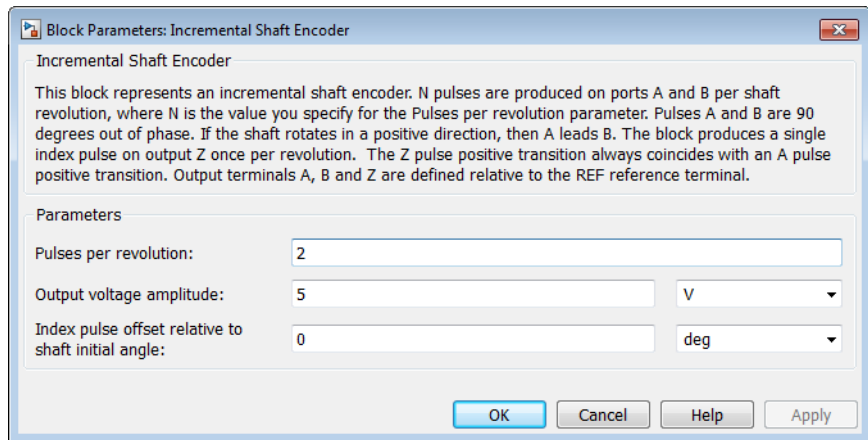 Block Parameters: Incremental Shaft Encoder
Incremental Shaft Encoder
This block represents an incremental shaft encoder. N pulses are produced on ports A and B per shaft
revolution, where N is the value you specify for the Pulses per revolution parameter. Pulses A and B are 90
degrees out of phase. If the shaft rotates in a positive direction, then A leads B. The block produces a single
index pulse on output Z once per revolution.  The Z pulse positive transition always coincides with an A pulse
positive transition. Output terminals A, B and Z are defined relative to the REF reference terminal.
Parameters
Pulses per revolution: 2
Output voltage amplitude: 5 V
Index pulse offset relative to
shaft initial angle: 0 deg
OK Cancel Help Apply